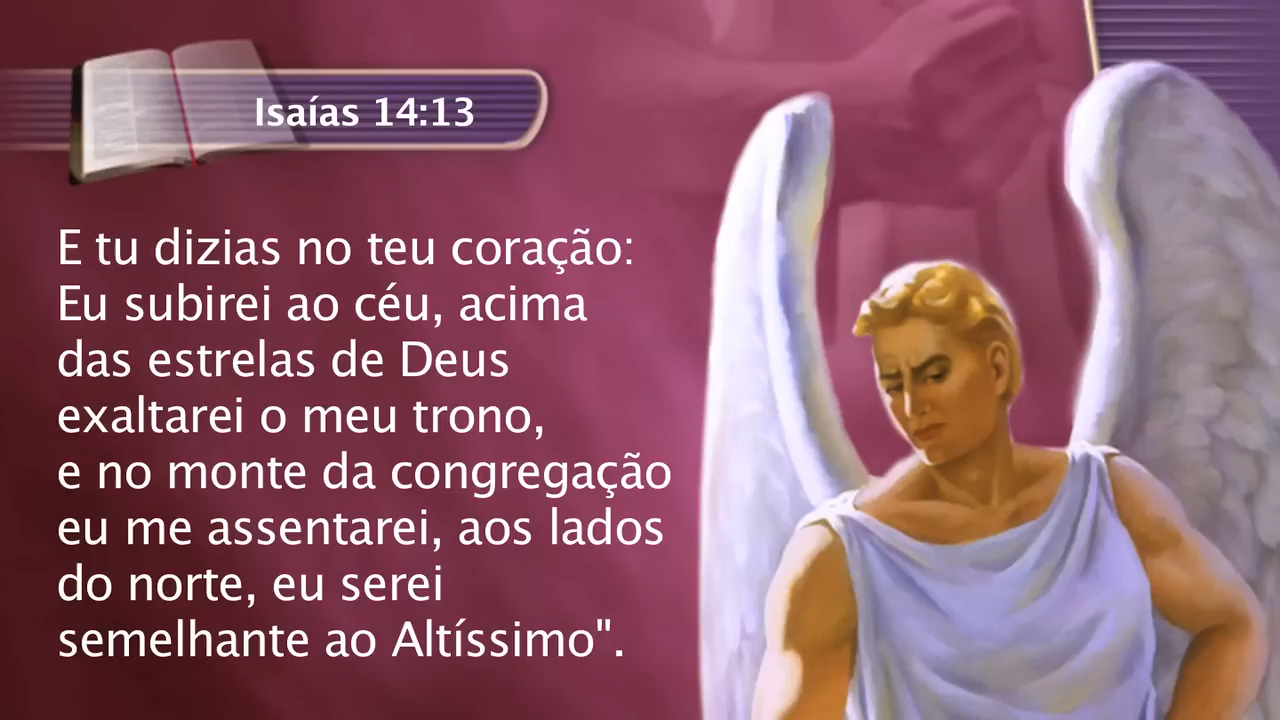 Isaías 14:13
E tu dizias no teu coração:
Eu subirei ao céu, acima
das estrelas de Deus
exaltarei o meu trono,
e no monte da congregação
eu me assentarei, aos lados
do norte, eu serei
semelhante ao Altíssimo".